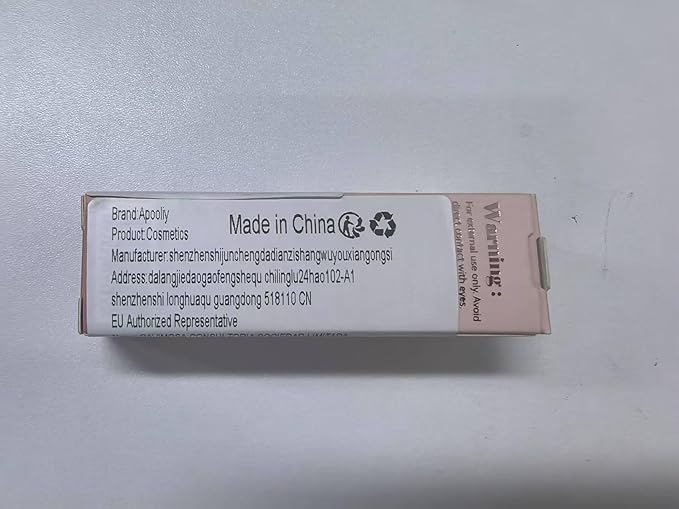 Brand:Apooliy
Product:Cosmetics
Made in China
Manufacturer:shenzhenshijunchengdadianzishangwuyouxiangongsi
Address:dalangjiedaogaofengshequ chilinglu24hao102-A1
shenzhenshi longhuaqu guangdong 518110 CN
EU Authorized Representative
Warning:
For external use only. Avoid
direct contact with eyes.